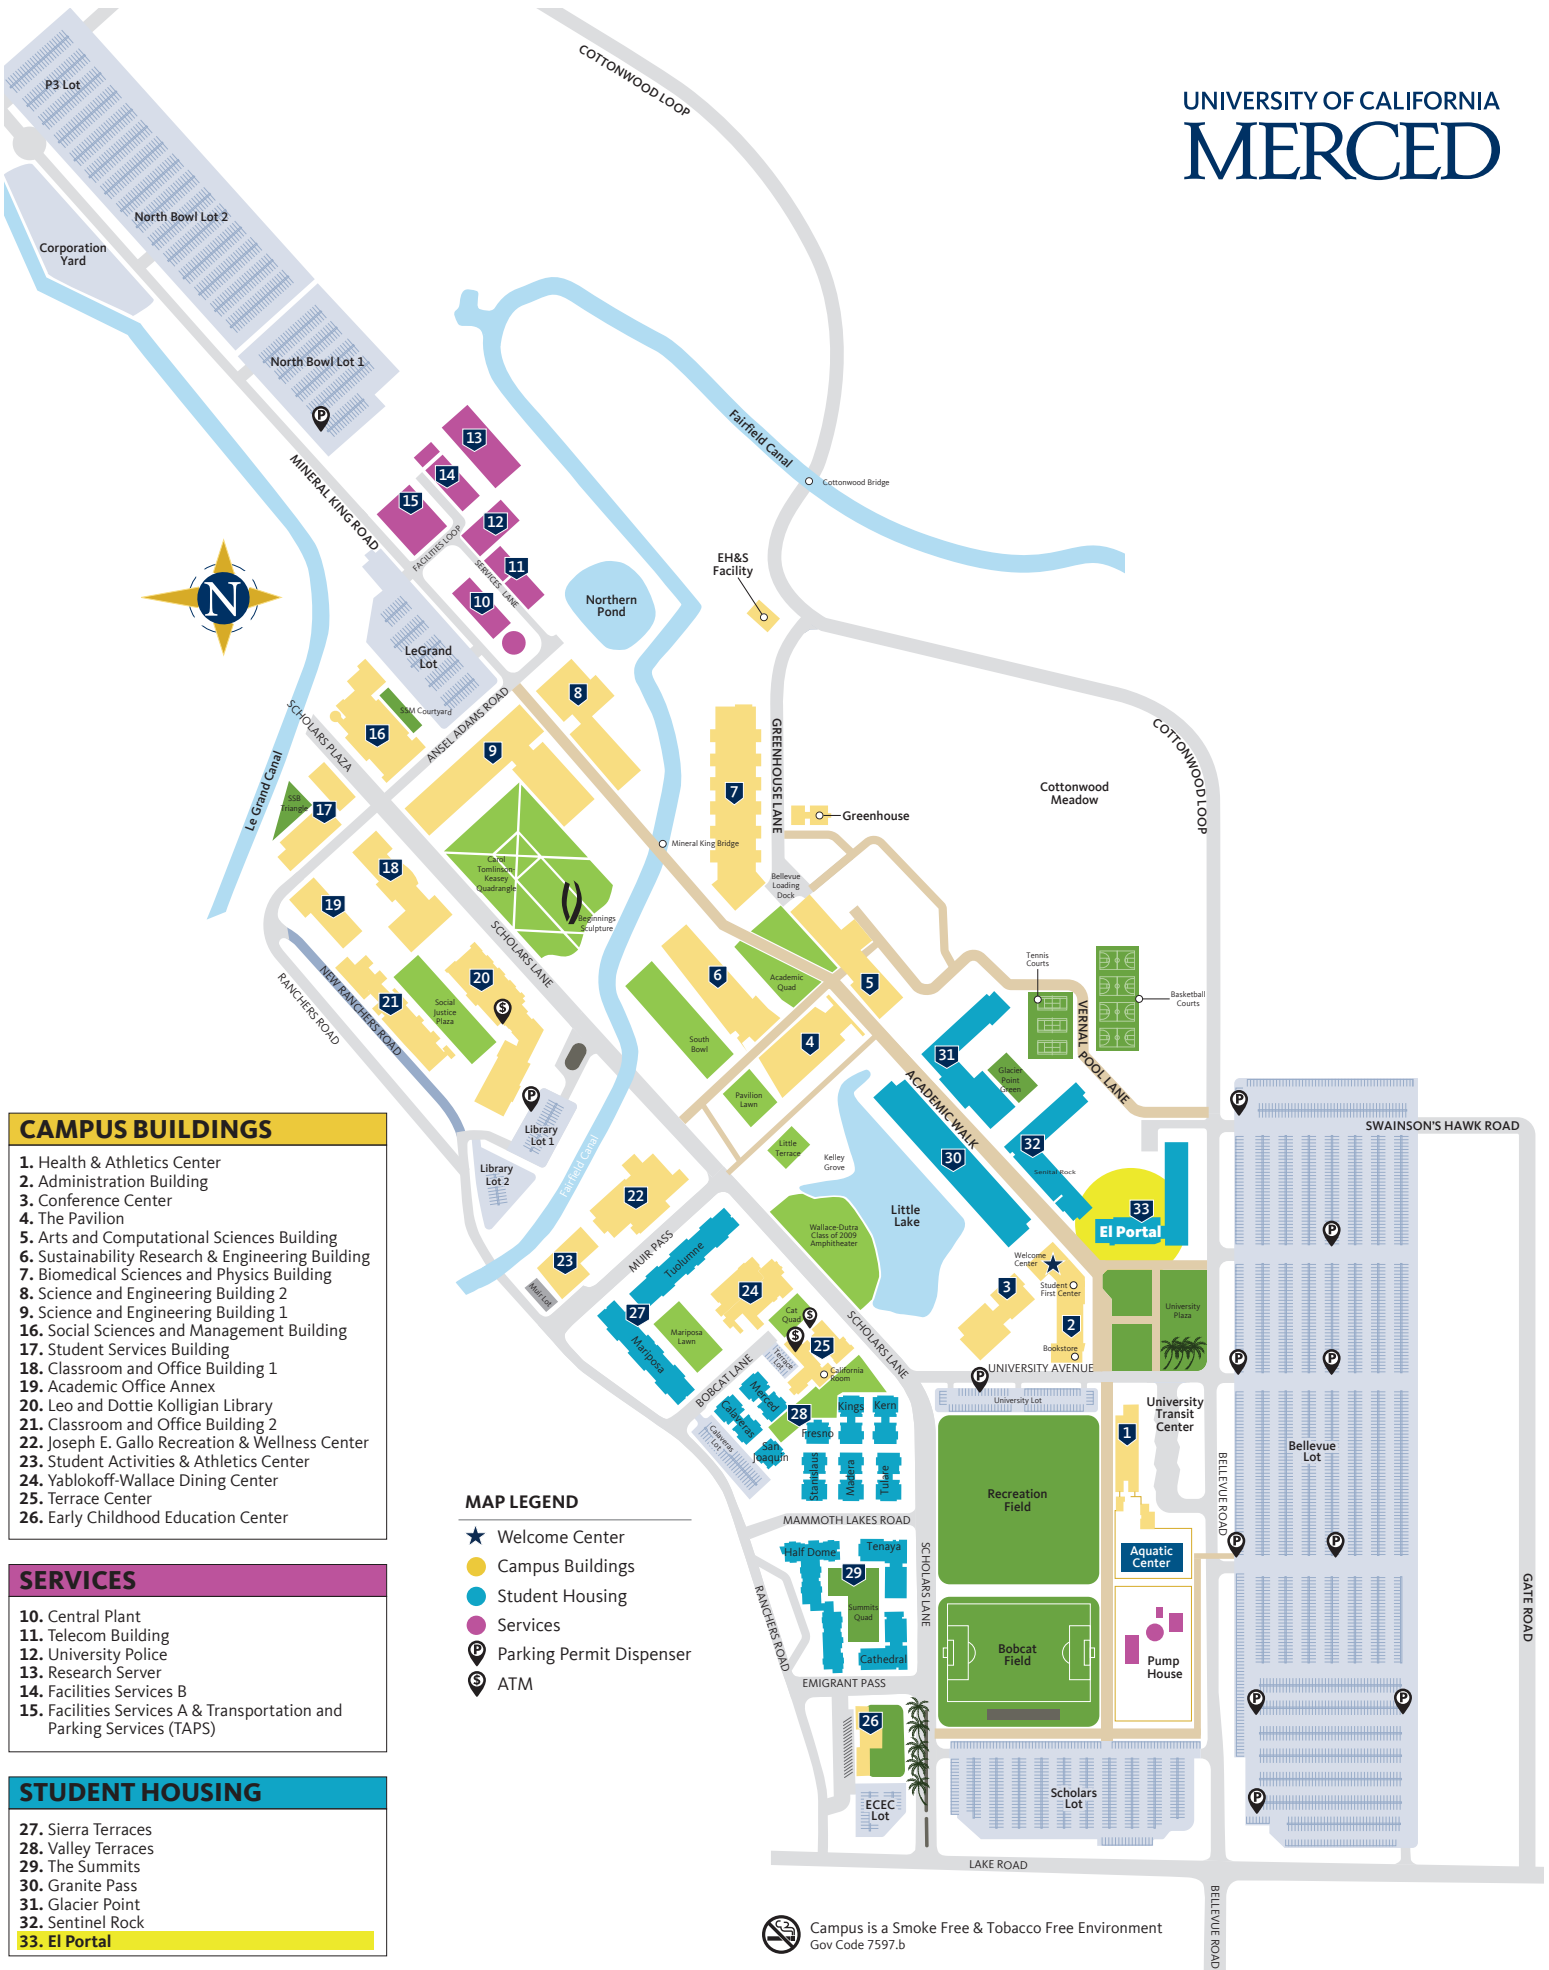 UNIVERSITY OF CALIFORNIA
MERCED
COTTONWOOD LOOP
P3 Lot
North Bowl Lot 2
Corporation
Yard
North Bowl Lot 1
P
MINERAL KING ROAD
13
14
15
12
11
10
FACILITIES LOOP
SERVICES LANE
Fairfield Canal
Cottonwood Bridge
EH&S
Facility
Northern
Pond
N
LeGrand
Lot
SSM Courtyard
ANSEL ADAMS ROAD
SCHOLARS PLAZA
Le Grand Canal
8
9
16
SSB
Triangle
17
18
19
7
GREENHOUSE LANE
Greenhouse
Cottonwood
Meadow
COTTONWOOD LOOP
Mineral King Bridge
Carol
Tomlinson-
Keasey
Quadrangle
Beginnings
Sculpture
Bellevue
Loading
Dock
SCHOLARS LANE
NEW RANCHERS ROAD
RANCHERS ROAD
20
21
Social
Justice
Plaza
$
6
5
4
Academic
Quad
South
Bowl
Pavilion
Lawn
Little
Terrace
Kelley
Grove
Tennis
Courts
Basketball
Courts
VERNAL POOL LANE
31
Glacier
Point
Green
ACADEMIC WALK
30
32
Senital Rock
33
El Portal
P
SWAINSON'S HAWK ROAD
P
Library
Lot 1
Library
Lot 2
Fairfield Canal
22
23
Muir Lot
MUIR PASS
Tuolumne
27
Mariposa
Mariposa
Lawn
24
Cat
Quad
$
$
25
California
Room
Terrace
Lot
BOBCAT LANE
Wallace-Dutra
Class of 2009
Amphitheater
Little
Lake
SCHOLARS LANE
Welcome
Center
Student
First Center
3
2
Bookstore
University
Plaza
UNIVERSITY AVENUE
P
University Lot
University
Transit
Center
P
P
P
Bellevue
Lot
BELLEVUE ROAD
Merced
Calaveras
Calaveras
Lot
28
San
Joaquin
Fresno
Kings
Kern
Stanislaus
Madera
Tulare
MAMMOTH LAKES ROAD
1
Recreation
Field
Aquatic
Center
P
P
Half Dome
Tenaya
29
Summits
Quad
Cathedral
SCHOLARS LANE
RANCHERS ROAD
EMIGRANT PASS
Bobcat
Field
Pump
House
GATE ROAD
26
ECEC
Lot
Scholars
Lot
P
P
P
LAKE ROAD
BELLEVUE ROAD
CAMPUS BUILDINGS
1. Health & Athletics Center
2. Administration Building
3. Conference Center
4. The Pavilion
5. Arts and Computational Sciences Building
6. Sustainability Research & Engineering Building
7. Biomedical Sciences and Physics Building
8. Science and Engineering Building 2
9. Science and Engineering Building 1
16. Social Sciences and Management Building
17. Student Services Building
18. Classroom and Office Building 1
19. Academic Office Annex
20. Leo and Dottie Kolligian Library
21. Classroom and Office Building 2
22. Joseph E. Gallo Recreation & Wellness Center
23. Student Activities & Athletics Center
24. Yablokoff-Wallace Dining Center
25. Terrace Center
26. Early Childhood Education Center
SERVICES
10. Central Plant
11. Telecom Building
12. University Police
13. Research Server
14. Facilities Services B
15. Facilities Services A & Transportation and
Parking Services (TAPS)
STUDENT HOUSING
27. Sierra Terraces
28. Valley Terraces
29. The Summits
30. Granite Pass
31. Glacier Point
32. Sentinel Rock
33. El Portal
MAP LEGEND
Welcome Center
Campus Buildings
Student Housing
Services
P Parking Permit Dispenser
$ ATM
Campus is a Smoke Free & Tobacco Free Environment
Gov Code 7597.b